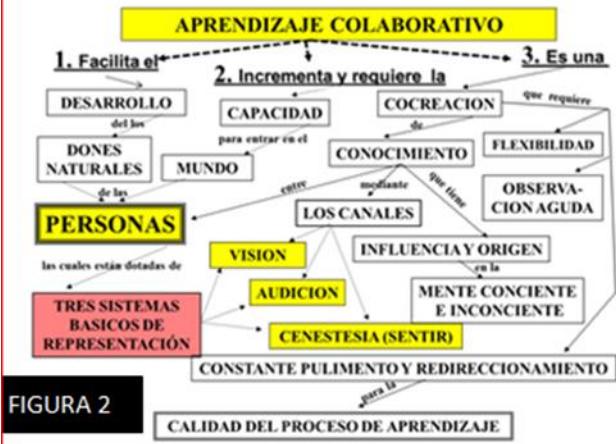 APRENDIZAJE COLABORATIVO
1. Facilita el
2. Incrementa y requiere la
3. Es una
DESARROLLO
del los
DONES
NATURALES
de las
CAPACIDAD
para entrar en el
MUNDO
PERSONAS
las cuales están dotadas de
TRES SISTEMAS
BASICOS DE
REPRESENTACIÓN
COCREACION
de
CONOCIMIENTO
entre
mediante
que tiene
LOS CANALES
VISION
AUDICION
CENESTESIA (SENTIR)
INFLUENCIA Y ORIGEN
en la
MENTE CONCIENTE
E INCONCIENTE
que requiere
FLEXIBILIDAD
OBSERVA-
CION AGUDA
CONSTANTE PULIMENTO Y REDIRECCIONAMIENTO
para la
CALIDAD DEL PROCESO DE APRENDIZAJE
FIGURA 2